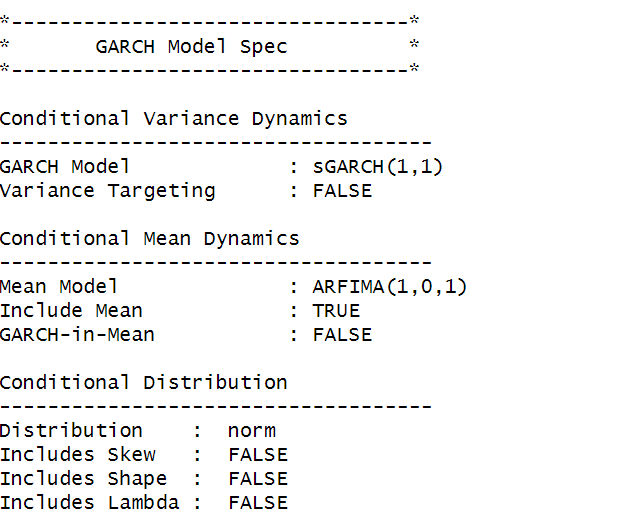 *---------------------------------*
*       GARCH Model Spec          *
*---------------------------------*
Conditional Variance Dynamics
------------------------------------
GARCH Model             : sGARCH(1,1)
Variance Targeting      : FALSE
Conditional Mean Dynamics
------------------------------------
Mean Model              : ARFIMA(1,0,1)
Include Mean            : TRUE
GARCH-in-Mean           : FALSE
Conditional Distribution
------------------------------------
Distribution    :  norm
Includes Skew   :  FALSE
Includes Shape  :  FALSE
Includes Lambda :  FALSE